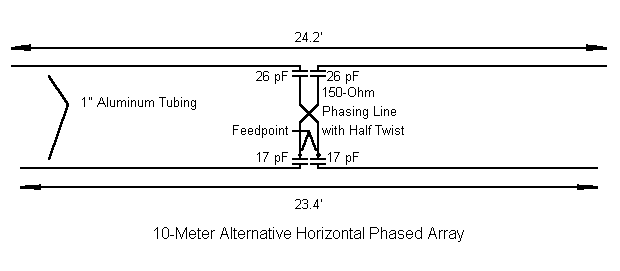 24.2'
26 pF 26 pF
150-Ohm
1" Aluminum Tubing Phasing Line
Feedpoint with Half Twist
17 pF 17 pF
23.4'
10-Meter Alternative Horizontal Phased Array